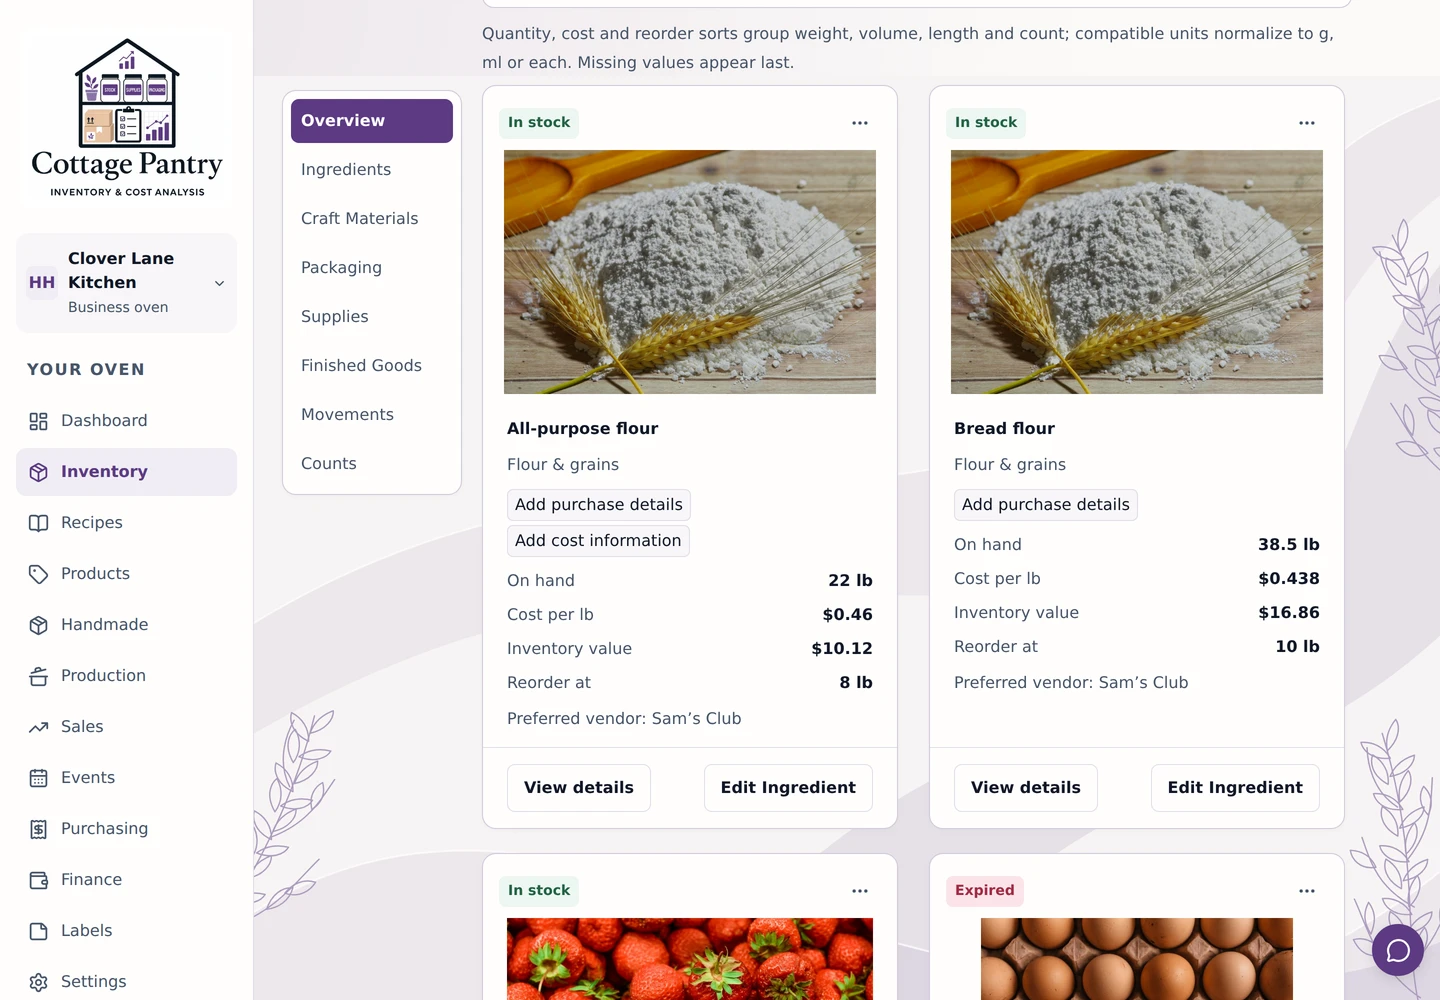 STOCK
SUPPLIES
PACKAGING
Cottage Pantry
INVENTORY & COST ANALYSIS
HH
Clover Lane
Kitchen
Business oven
YOUR OVEN
Dashboard
Inventory
Recipes
Products
Handmade
Production
Sales
Events
Purchasing
Finance
Labels
Settings
Quantity, cost and reorder sorts group weight, volume, length and count; compatible units normalize to g,
ml or each. Missing values appear last.
Overview
Ingredients
Craft Materials
Packaging
Supplies
Finished Goods
Movements
Counts
In stock
All-purpose flour
Flour & grains
Add purchase details
Add cost information
On hand 22 lb
Cost per lb $0.46
Inventory value $10.12
Reorder at 8 lb
Preferred vendor: Sam’s Club
View details Edit Ingredient
In stock
Bread flour
Flour & grains
Add purchase details
On hand 38.5 lb
Cost per lb $0.438
Inventory value $16.86
Reorder at 10 lb
Preferred vendor: Sam’s Club
View details Edit Ingredient
In stock
Expired